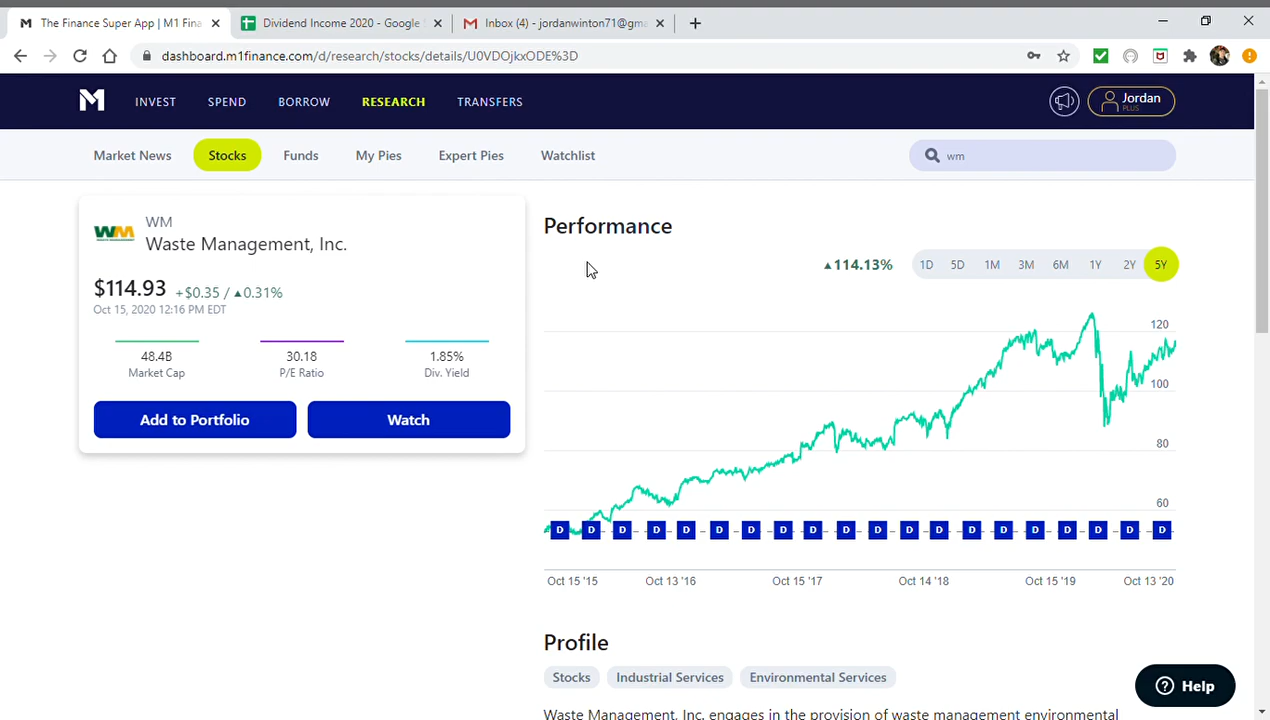 The Finance Super App | M1 Fina
Dividend Income 2020 - Google
Inbox (4) - jordanwinton71@gma
dashboard.m1finance.com/d/research/stocks/details/U0VDOjkxODE%3D
M
INVEST
SPEND
BORROW
RESEARCH
TRANSFERS
Jordan
PLUS
Market News
Stocks
Funds
My Pies
Expert Pies
Watchlist
wm
WM
WM
Waste Management, Inc.
$114.93 +$0.35 / ▲0.31%
Oct 15, 2020 12:16 PM EDT
48.4B
Market Cap
30.18
P/E Ratio
1.85%
Div. Yield
Add to Portfolio
Watch
Performance
▲114.13%
1D 5D 1M 3M 6M 1Y 2Y 5Y
120
100
80
60
D D D D D D D D D D D D D D D D D D D D
Oct 15 '15 Oct 13 '16 Oct 15 '17 Oct 14 '18 Oct 15 '19 Oct 13 '20
Profile
Stocks
Industrial Services
Environmental Services
Waste Management, Inc. engages in the provision of waste management environmental
Help